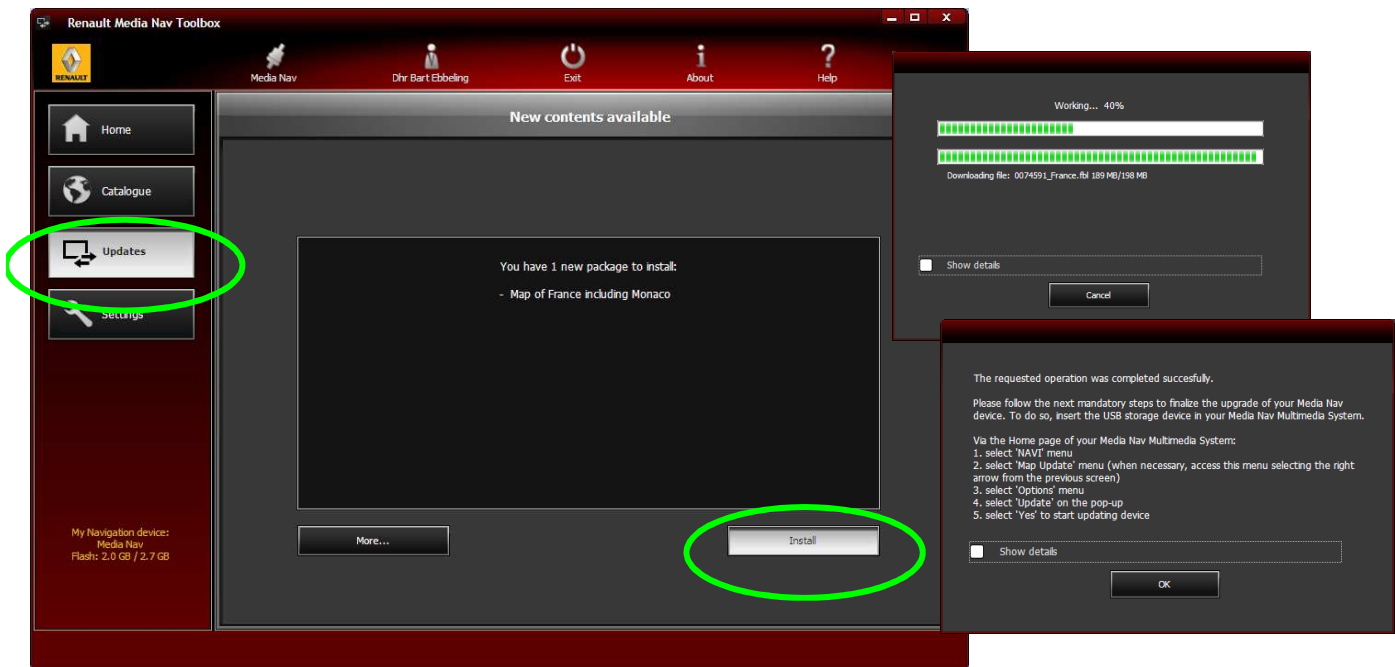 Renault Media Nav Toolbox
RENAULT
Media Nav
Dhr Bart Ebbeling
Exit
About
Help
Home
Catalogue
Updates
Settings
My Navigation device:
Media Nav
Flash: 2.0 GB / 2.7 GB
New contents available
You have 1 new package to install:
- Map of France including Monaco
More...
Install
Working... 40%
Downloading file: 0074591_France.fbl 189 MB/198 MB
Show details
Cancel
The requested operation was completed succesfully.
Please follow the next mandatory steps to finalize the upgrade of your Media Nav
device. To do so, insert the USB storage device in your Media Nav Multimedia System.
Via the Home page of your Media Nav Multimedia System:
1. select 'NAVI' menu
2. select 'Map Update' menu (when necessary, access this menu selecting the right
arrow from the previous screen)
3. select 'Options' menu
4. select 'Update' on the pop-up
5. select 'Yes' to start updating device
Show details
OK